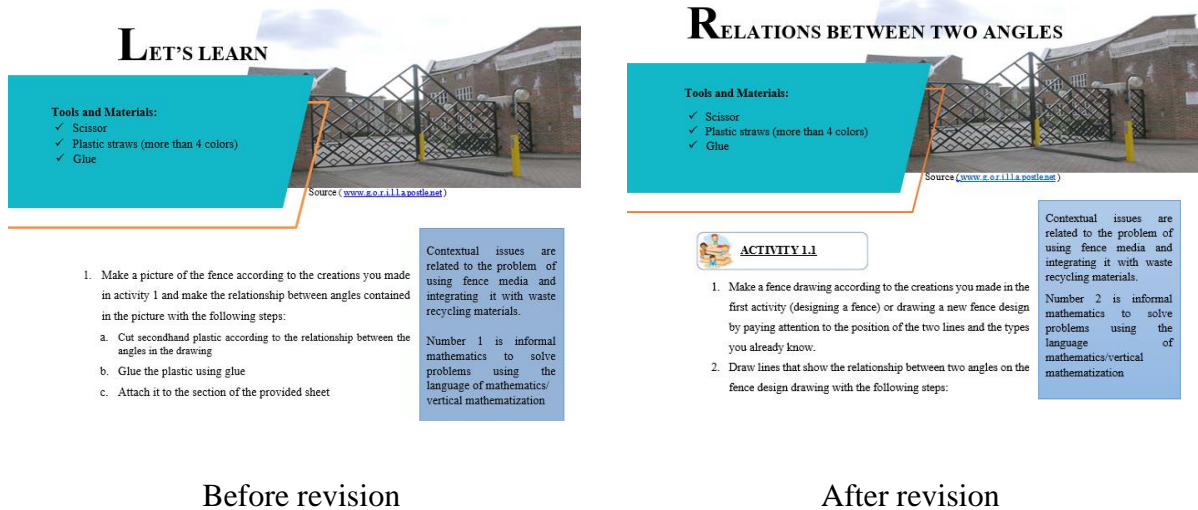 LET'S LEARN
Tools and Materials:
✓ Scissor
✓ Plastic straws (more than 4 colors)
✓ Glue
Source ( www.g.o.r.i.l.l.a.postle.net )
1. Make a picture of the fence according to the creations you made
in activity 1 and make the relationship between angles contained
in the picture with the following steps:
a. Cut secondhand plastic according to the relationship between the
angles in the drawing
b. Glue the plastic using glue
c. Attach it to the section of the provided sheet
Contextual issues are
related to the problem of
using fence media and
integrating it with waste
recycling materials.
Number 1 is informal
mathematics to solve
problems using the
language of mathematics/
vertical mathematization
Before revision
RELATIONS BETWEEN TWO ANGLES
Tools and Materials:
✓ Scissor
✓ Plastic straws (more than 4 colors)
✓ Glue
Source ( www.g.o.r.i.l.l.a.postle.net )
ACTIVITY 1.1
1. Make a fence drawing according to the creations you made in the
first activity (designing a fence) or drawing a new fence design
by paying attention to the position of the two lines and the types
you already know.
2. Draw lines that show the relationship between two angles on the
fence design drawing with the following steps:
Contextual issues are
related to the problem of
using fence media and
integrating it with waste
recycling materials.
Number 2 is informal
mathematics to solve
problems using the
language of
mathematics/vertical
mathematization
After revision